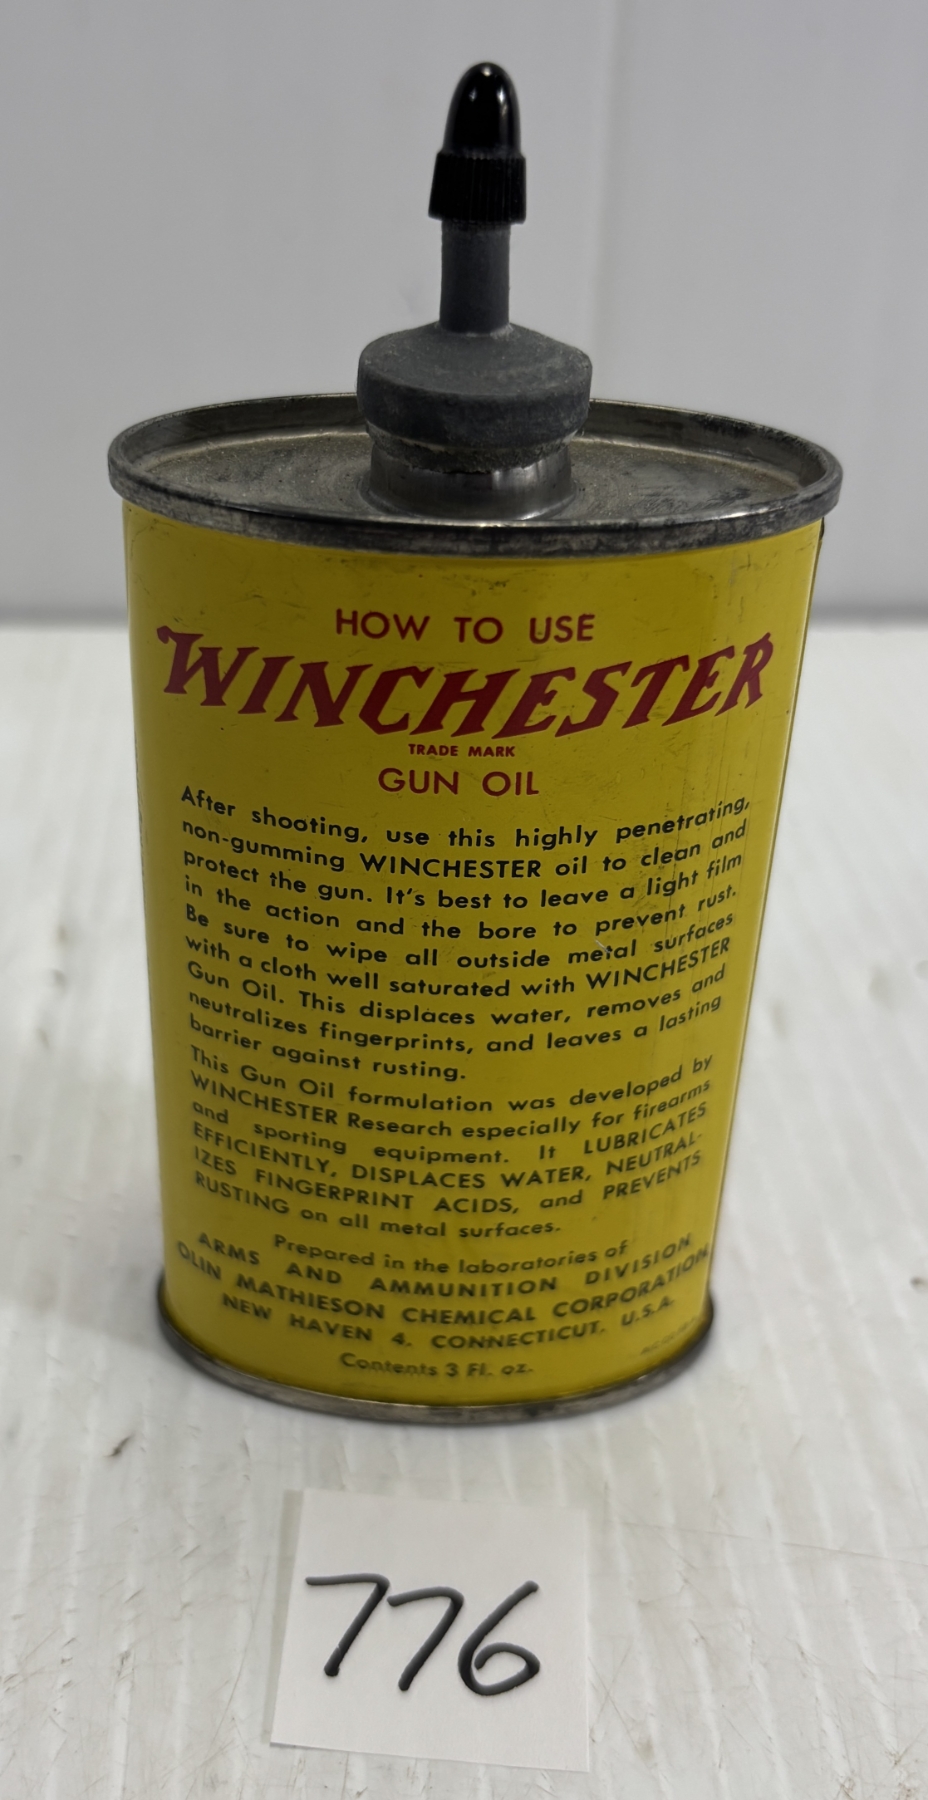 HOW TO USE
WINCHESTER
TRADE MARK
GUN OIL
After shooting, use this highly penetrating,
non-gumming WINCHESTER oil to clean and
protect the gun. It's best to leave a light film
in the action and the bore to prevent rust.
Be sure to wipe all outside metal surfaces
with a cloth well saturated with WINCHESTER
Gun Oil. This displaces water, removes and
neutralizes fingerprints, and leaves a lasting
barrier against rusting.
This Gun Oil formulation was developed by
WINCHESTER Research especially for firearms
and sporting equipment. It LUBRICATES
EFFICIENTLY, DISPLACES WATER, NEUTRAL-
IZES FINGERPRINT ACIDS, and PREVENTS
RUSTING on all metal surfaces.
Prepared in the laboratories of
ARMS AND AMMUNITION DIVISION
OLIN MATHIESON CHEMICAL CORPORATION
NEW HAVEN 4, CONNECTICUT, U.S.A.
Contents 3 Fl. oz.
776